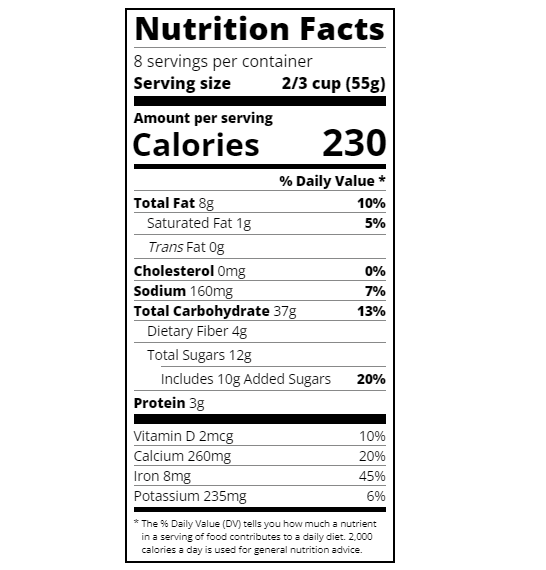 Nutrition Facts
8 servings per container
Serving size 2/3 cup (55g)
Amount per serving
Calories 230
% Daily Value *
Total Fat 8g 10%
Saturated Fat 1g 5%
Trans Fat 0g
Cholesterol 0mg 0%
Sodium 160mg 7%
Total Carbohydrate 37g 13%
Dietary Fiber 4g
Total Sugars 12g
Includes 10g Added Sugars 20%
Protein 3g
Vitamin D 2mcg 10%
Calcium 260mg 20%
Iron 8mg 45%
Potassium 235mg 6%
* The % Daily Value (DV) tells you how much a nutrient
in a serving of food contributes to a daily diet. 2,000
calories a day is used for general nutrition advice.